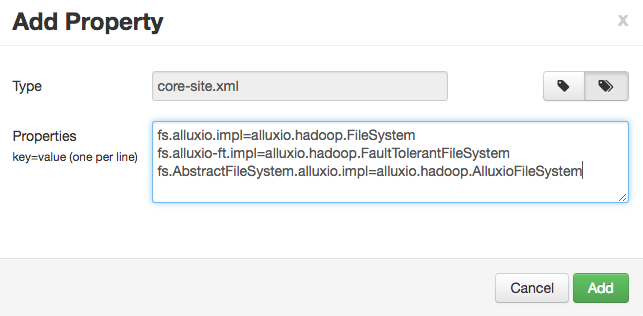 Add Property
x
Type
core-site.xml
Properties
key=value (one per line)
fs.alluxio.impl=alluxio.hadoop.FileSystem
fs.alluxio-ft.impl=alluxio.hadoop.FaultTolerantFileSystem
fs.AbstractFileSystem.alluxio.impl=alluxio.hadoop.AlluxioFileSystem
Cancel
Add